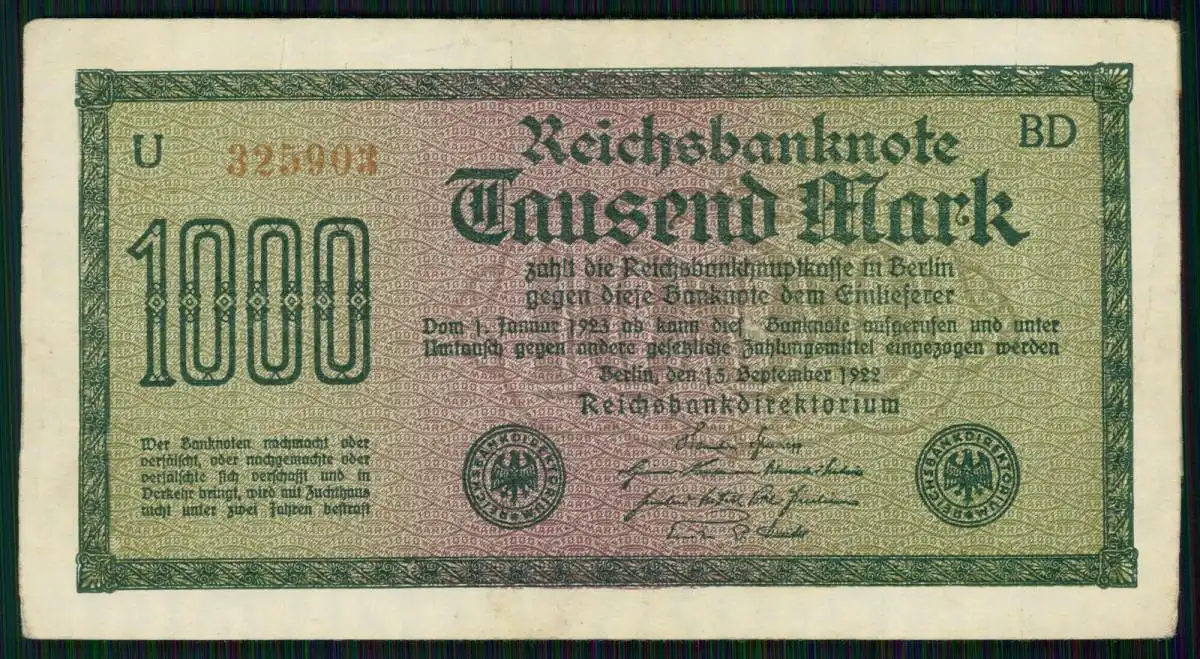 U 325903 BD
Reichsbanknote
Tausend Mark
1000
zahlt die Reichsbankhauptkasse in Berlin
gegen diese Banknote dem Einlieferer
Vom 1. Januar 1923 ab kann diese Banknote aufgerufen und unter
Umtausch gegen andere gesetzliche Zahlungsmittel eingezogen werden
Berlin, den 15. September 1922
Reichsbankdirektorium
Wer Banknoten nachmacht oder
verfälscht, oder nachgemachte oder
verfälschte sich verschafft und in
Verkehr bringt, wird mit Zuchthaus
nicht unter zwei Jahren bestraft
REICHSBANKDIREKTORIUM
REICHSBANKDIREKTORIUM